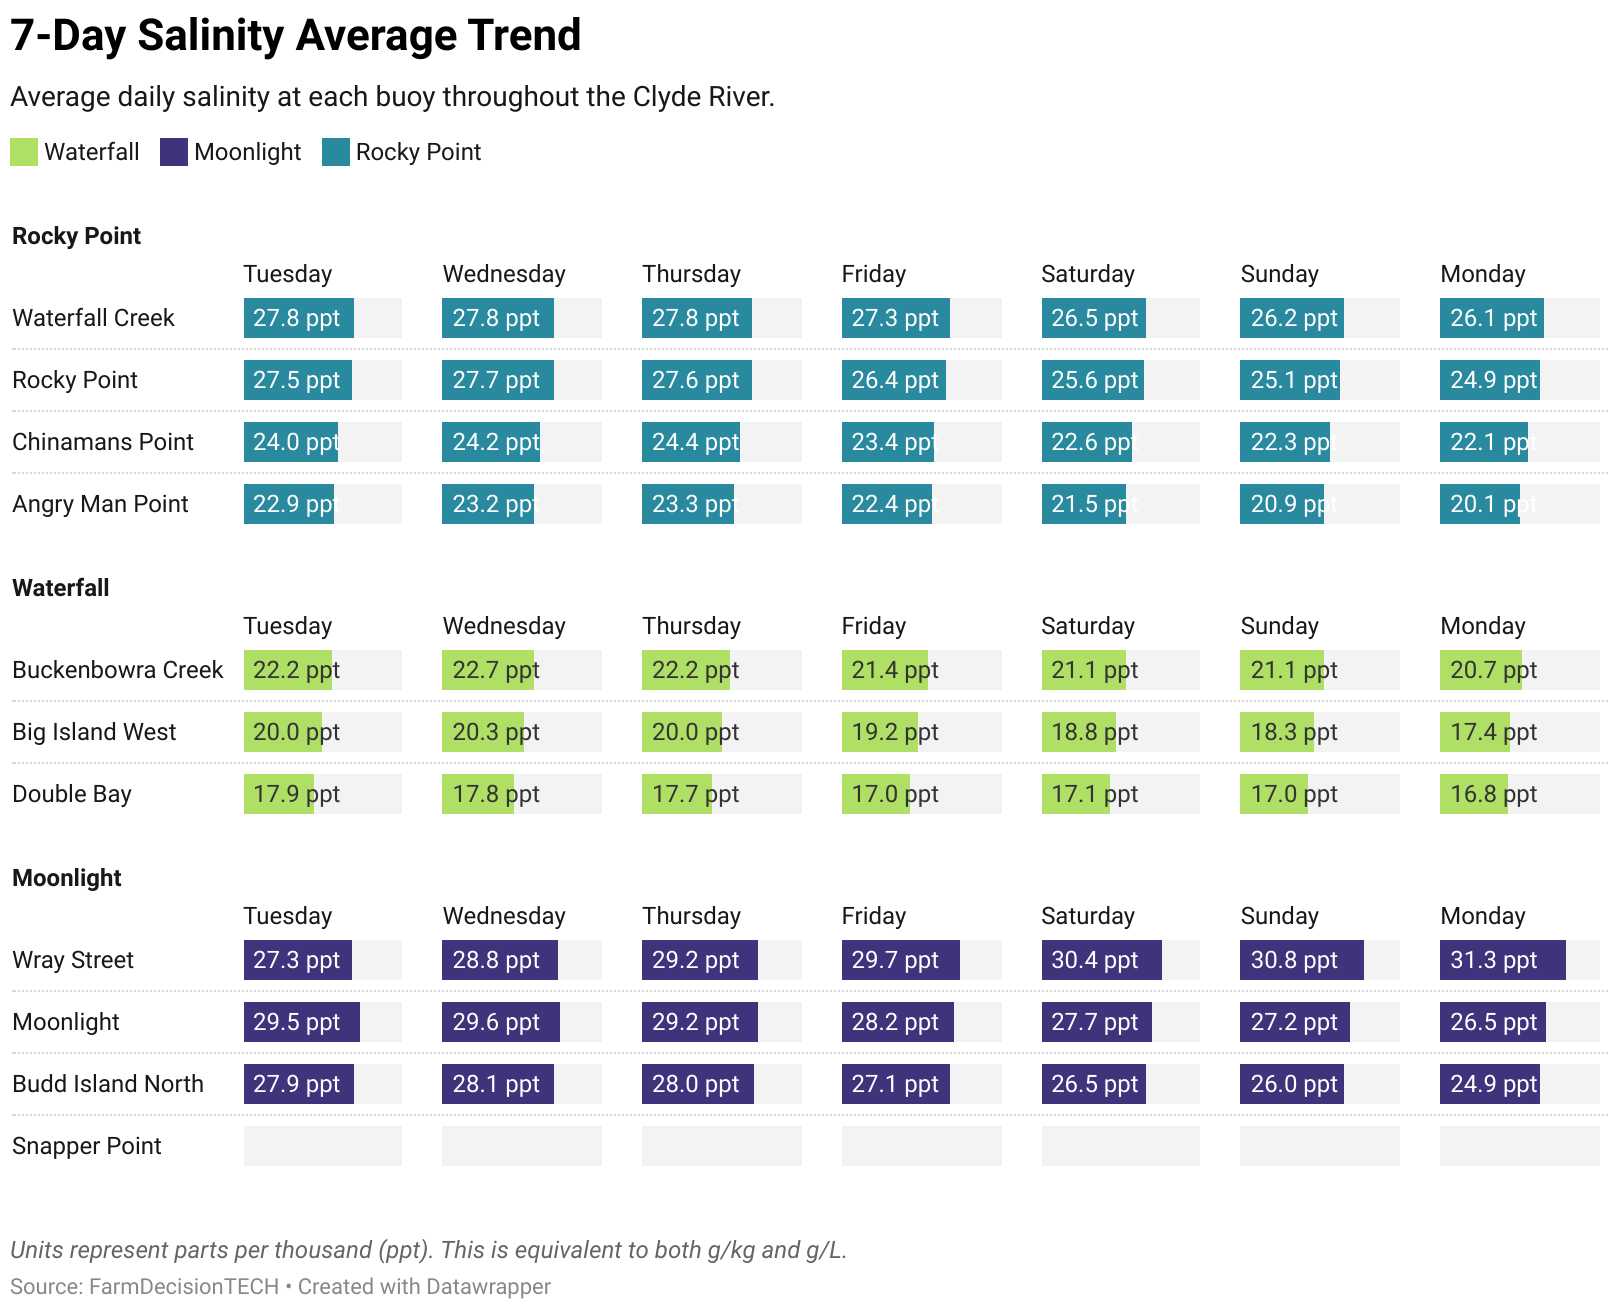 7-Day Salinity Average Trend
Average daily salinity at each buoy throughout the Clyde River.
Waterfall Moonlight Rocky Point
Rocky Point
Tuesday Wednesday Thursday Friday Saturday Sunday Monday
Waterfall Creek 27.8 ppt 27.8 ppt 27.8 ppt 27.3 ppt 26.5 ppt 26.2 ppt 26.1 ppt
Rocky Point 27.5 ppt 27.7 ppt 27.6 ppt 26.4 ppt 25.6 ppt 25.1 ppt 24.9 ppt
Chinamans Point 24.0 ppt 24.2 ppt 24.4 ppt 23.4 ppt 22.6 ppt 22.3 ppt 22.1 ppt
Angry Man Point 22.9 ppt 23.2 ppt 23.3 ppt 22.4 ppt 21.5 ppt 20.9 ppt 20.1 ppt
Waterfall
Tuesday Wednesday Thursday Friday Saturday Sunday Monday
Buckenbowra Creek 22.2 ppt 22.7 ppt 22.2 ppt 21.4 ppt 21.1 ppt 21.1 ppt 20.7 ppt
Big Island West 20.0 ppt 20.3 ppt 20.0 ppt 19.2 ppt 18.8 ppt 18.3 ppt 17.4 ppt
Double Bay 17.9 ppt 17.8 ppt 17.7 ppt 17.0 ppt 17.1 ppt 17.0 ppt 16.8 ppt
Moonlight
Tuesday Wednesday Thursday Friday Saturday Sunday Monday
Wray Street 27.3 ppt 28.8 ppt 29.2 ppt 29.7 ppt 30.4 ppt 30.8 ppt 31.3 ppt
Moonlight 29.5 ppt 29.6 ppt 29.2 ppt 28.2 ppt 27.7 ppt 27.2 ppt 26.5 ppt
Budd Island North 27.9 ppt 28.1 ppt 28.0 ppt 27.1 ppt 26.5 ppt 26.0 ppt 24.9 ppt
Snapper Point
Units represent parts per thousand (ppt). This is equivalent to both g/kg and g/L.
Source: FarmDecisionTECH • Created with Datawrapper